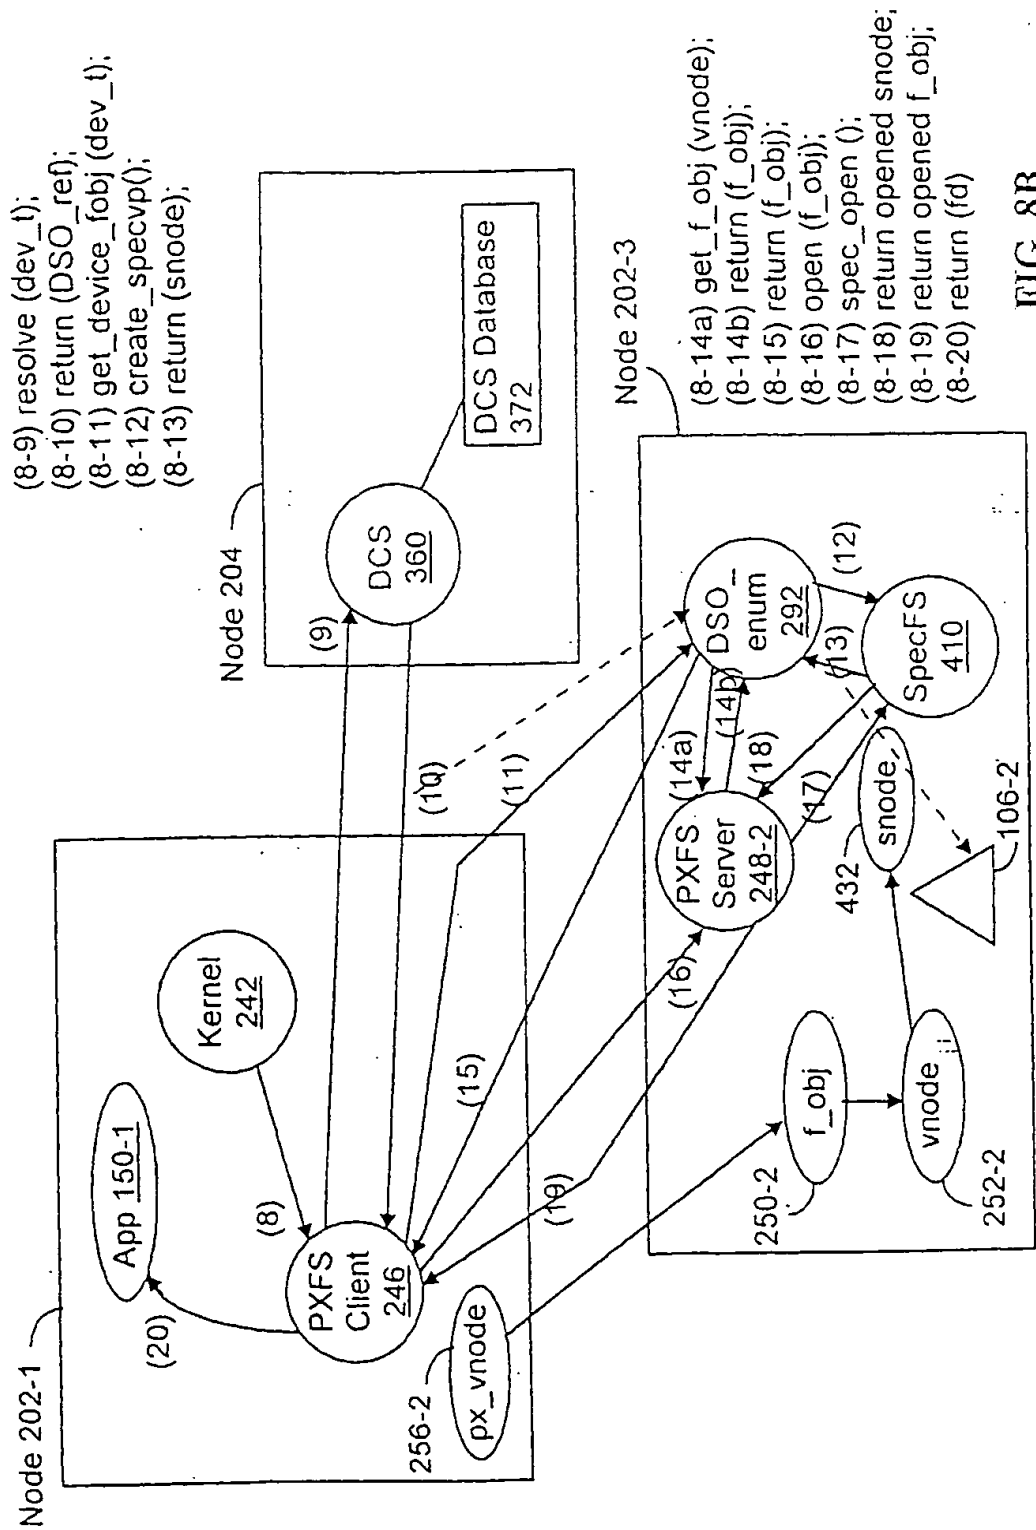 Node 202-1
App 150-1
(20)
Kernel
242
(8)
PXFS
Client
246
256-2
px_vnode
(8-9) resolve (dev_t);
(8-10) return (DSO_ref);
(8-11) get_device_fobj (dev_t);
(8-12) create_specvp();
(8-13) return (snode);
Node 204
(9)
DCS
360
DCS Database
372
(10)
(11)
(15)
(16)
(19)
Node 202-3
PXFS
Server
248-2
(14a)
(14b)
(18)
(17)
DSO_
enum
292
(12)
(13)
SpecFS
410
432
snode
106-2
f_obj
250-2
vnode
252-2
(8-14a) get_f_obj (vnode);
(8-14b) return (f_obj);
(8-15) return (f_obj);
(8-16) open (f_obj);
(8-17) spec_open ();
(8-18) return opened snode;
(8-19) return opened f_obj;
(8-20) return (fd)
FIG. 8B